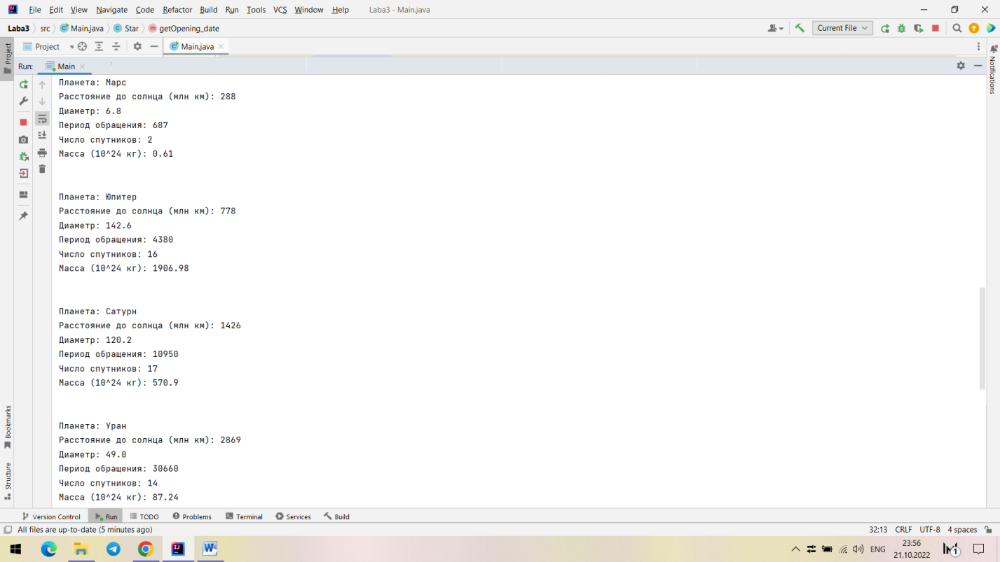 File Edit View Navigate Code Refactor Build Run Tools VCS Window Help Laba3 - Main.java
Laba3 src Main.java Star getOpening_date Current File
Project Main.java
Run: Main
Планета: Марс
Расстояние до солнца (млн км): 288
Диаметр: 6.8
Период обращения: 687
Число спутников: 2
Масса (10^24 кг): 0.61
Планета: Юпитер
Расстояние до солнца (млн км): 778
Диаметр: 142.6
Период обращения: 4380
Число спутников: 16
Масса (10^24 кг): 1906.98
Планета: Сатурн
Расстояние до солнца (млн км): 1426
Диаметр: 120.2
Период обращения: 10950
Число спутников: 17
Масса (10^24 кг): 570.9
Планета: Уран
Расстояние до солнца (млн км): 2869
Диаметр: 49.0
Период обращения: 30660
Число спутников: 14
Масса (10^24 кг): 87.24
Project
Bookmarks
Structure
Notifications
Version Control Run TODO Problems Terminal Services Build
All files are up-to-date (5 minutes ago) 32:13 CRLF UTF-8 4 spaces
ENG 23:56 1
21.10.2022